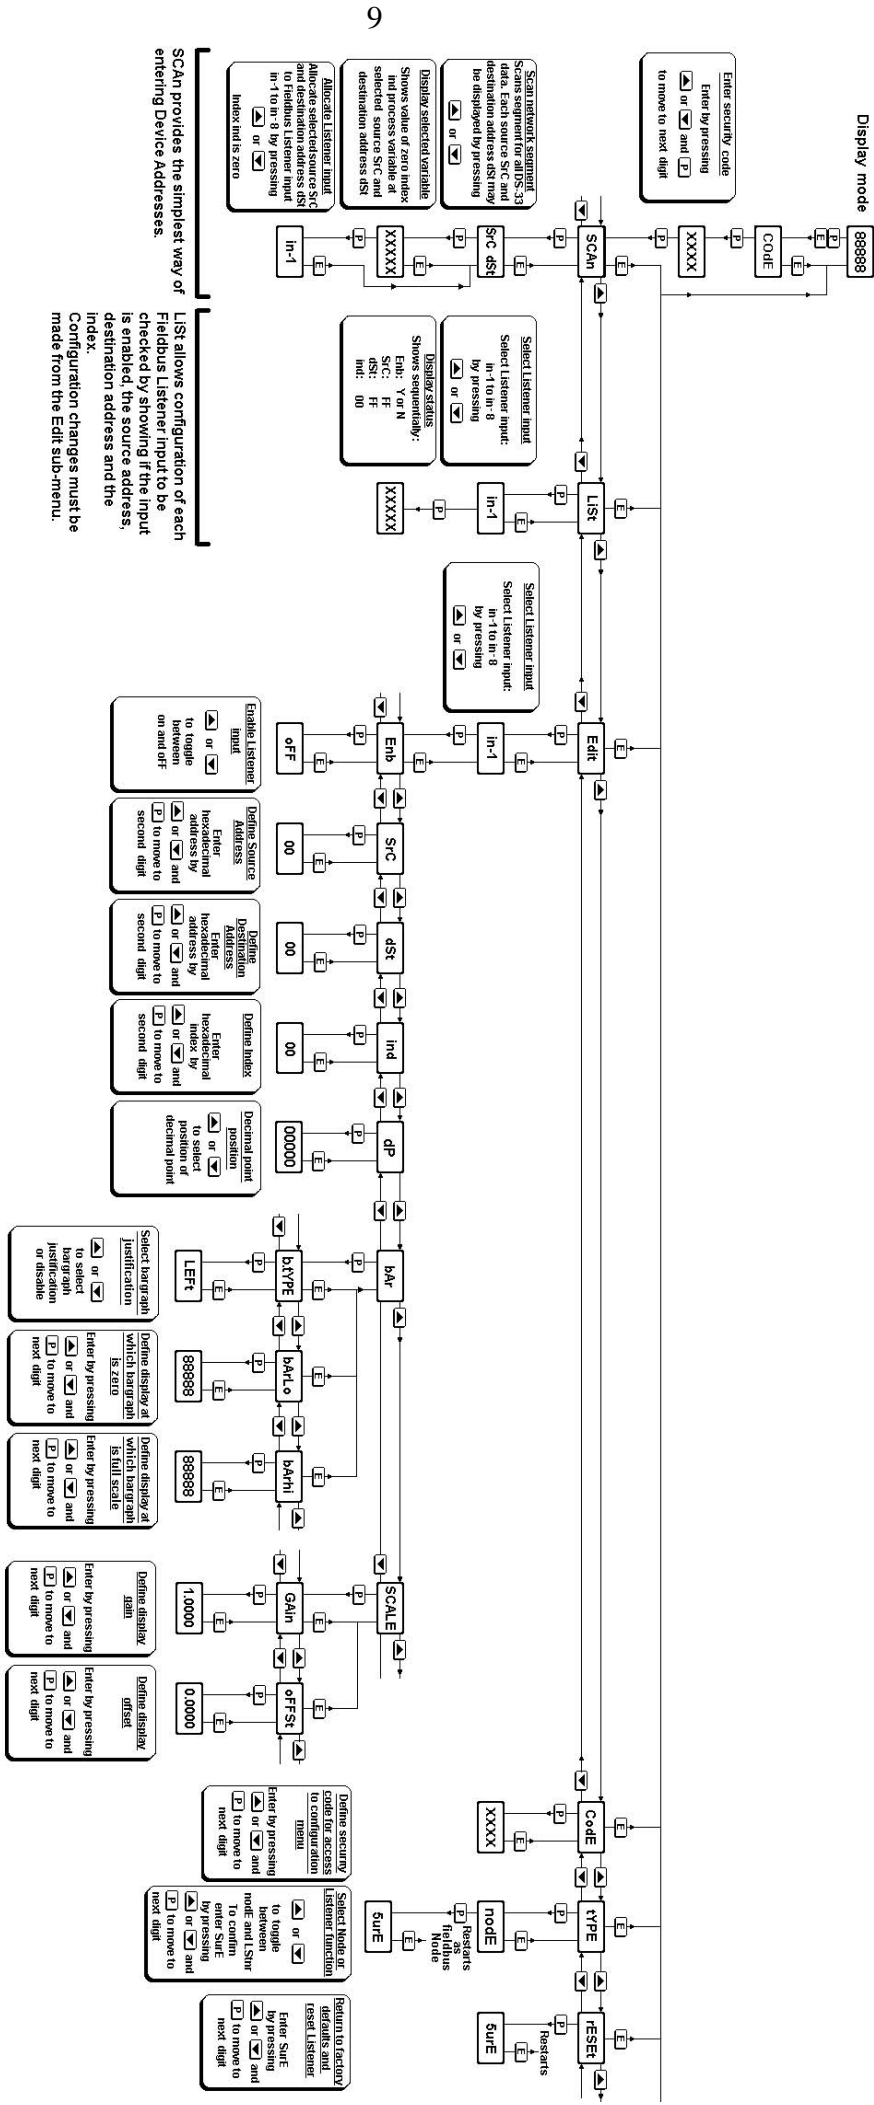 9
Display mode
88888
P
E
COdE
P
E
XXXX
P
Enter security code
Enter by pressing
▲ or ▼ and P
to move to next digit
SCAn
E
P
SrC dSt
E
P
XXXXX
E
P
in-1
E
Scan network segment
Scans segment for all DS-33
data. Each source SrC and
destination address dSt may
be displayed by pressing
▲ or ▼
Display selected variable
Shows value of zero index
ind process variable at
selected source SrC and
destination address dSt
Allocate Listener input
Allocate selected source SrC
and destination address dSt
to Fieldbus Listener input
in-1 to in-8 by pressing
▲ or ▼
Index ind is zero
SCAn provides the simplest way of
entering Device Addresses.
LiSt
E
P
in-1
E
P
XXXXX
Select Listener input
Select Listener input:
in-1 to in-8
by pressing
▲ or ▼
Display status
Shows sequentially:
Enb: Y or N
SrC: FF
dSt: FF
ind: 00
LiSt allows configuration of each
Fieldbus Listener input to be
checked by showing if the input
is enabled, the source address,
destination address and the
index.
Configuration changes must be
made from the Edit sub-menu.
Edit
E
P
in-1
E
P
E
Select Listener input
Select Listener input:
in-1 to in-8
by pressing
▲ or ▼
Enb
P
E
oFF
Enable Listener
input
▲ or ▼
to toggle
between
on and oFF
SrC
P
E
00
Define Source
Address
Enter
hexadecimal
address by
▲ or ▼ and
P to move to
second digit
dSt
P
E
00
Define
Destination
Address
Enter
hexadecimal
address by
▲ or ▼ and
P to move to
second digit
ind
P
E
00
Define Index
Enter
hexadecimal
index by
▲ or ▼ and
P to move to
second digit
dP
P
E
00000
Decimal point
position
▲ or ▼
to select
position of
decimal point
bAr
P
E
b.tYPE
P
E
LEFt
Select bargraph
justification
▲ or ▼
to select
bargraph
justification
or disable
bArLo
E
P
E
88888
Define display at
which bargraph
is zero
Enter by pressing
▲ or ▼ and
P to move to
next digit
bArhi
E
P
E
88888
Define display at
which bargraph
is full scale
Enter by pressing
▲ or ▼ and
P to move to
next digit
SCALE
P
E
GAin
P
E
1.0000
Define display
gain
Enter by pressing
▲ or ▼ and
P to move to
next digit
oFFSt
E
P
E
0.0000
Define display
offset
Enter by pressing
▲ or ▼ and
P to move to
next digit
CodE
E
P
E
XXXX
Define security
code for access
to configuration
menu
Enter by pressing
▲ or ▼ and
P to move to
next digit
tYPE
E
P
E
nodE
P
Restarts
as
fieldbus
Node
5urE
E
Select Node or
Listener function
▲ or ▼
to toggle
between
nodE and LStnr
To confim
enter SurE
by pressing
▲ or ▼ and
P to move to
next digit
rESEt
E
P
5urE
E
Restarts
Return to factory
defaults and
reset Listener
Enter SurE
by pressing
▲ or ▼ and
P to move to
next digit